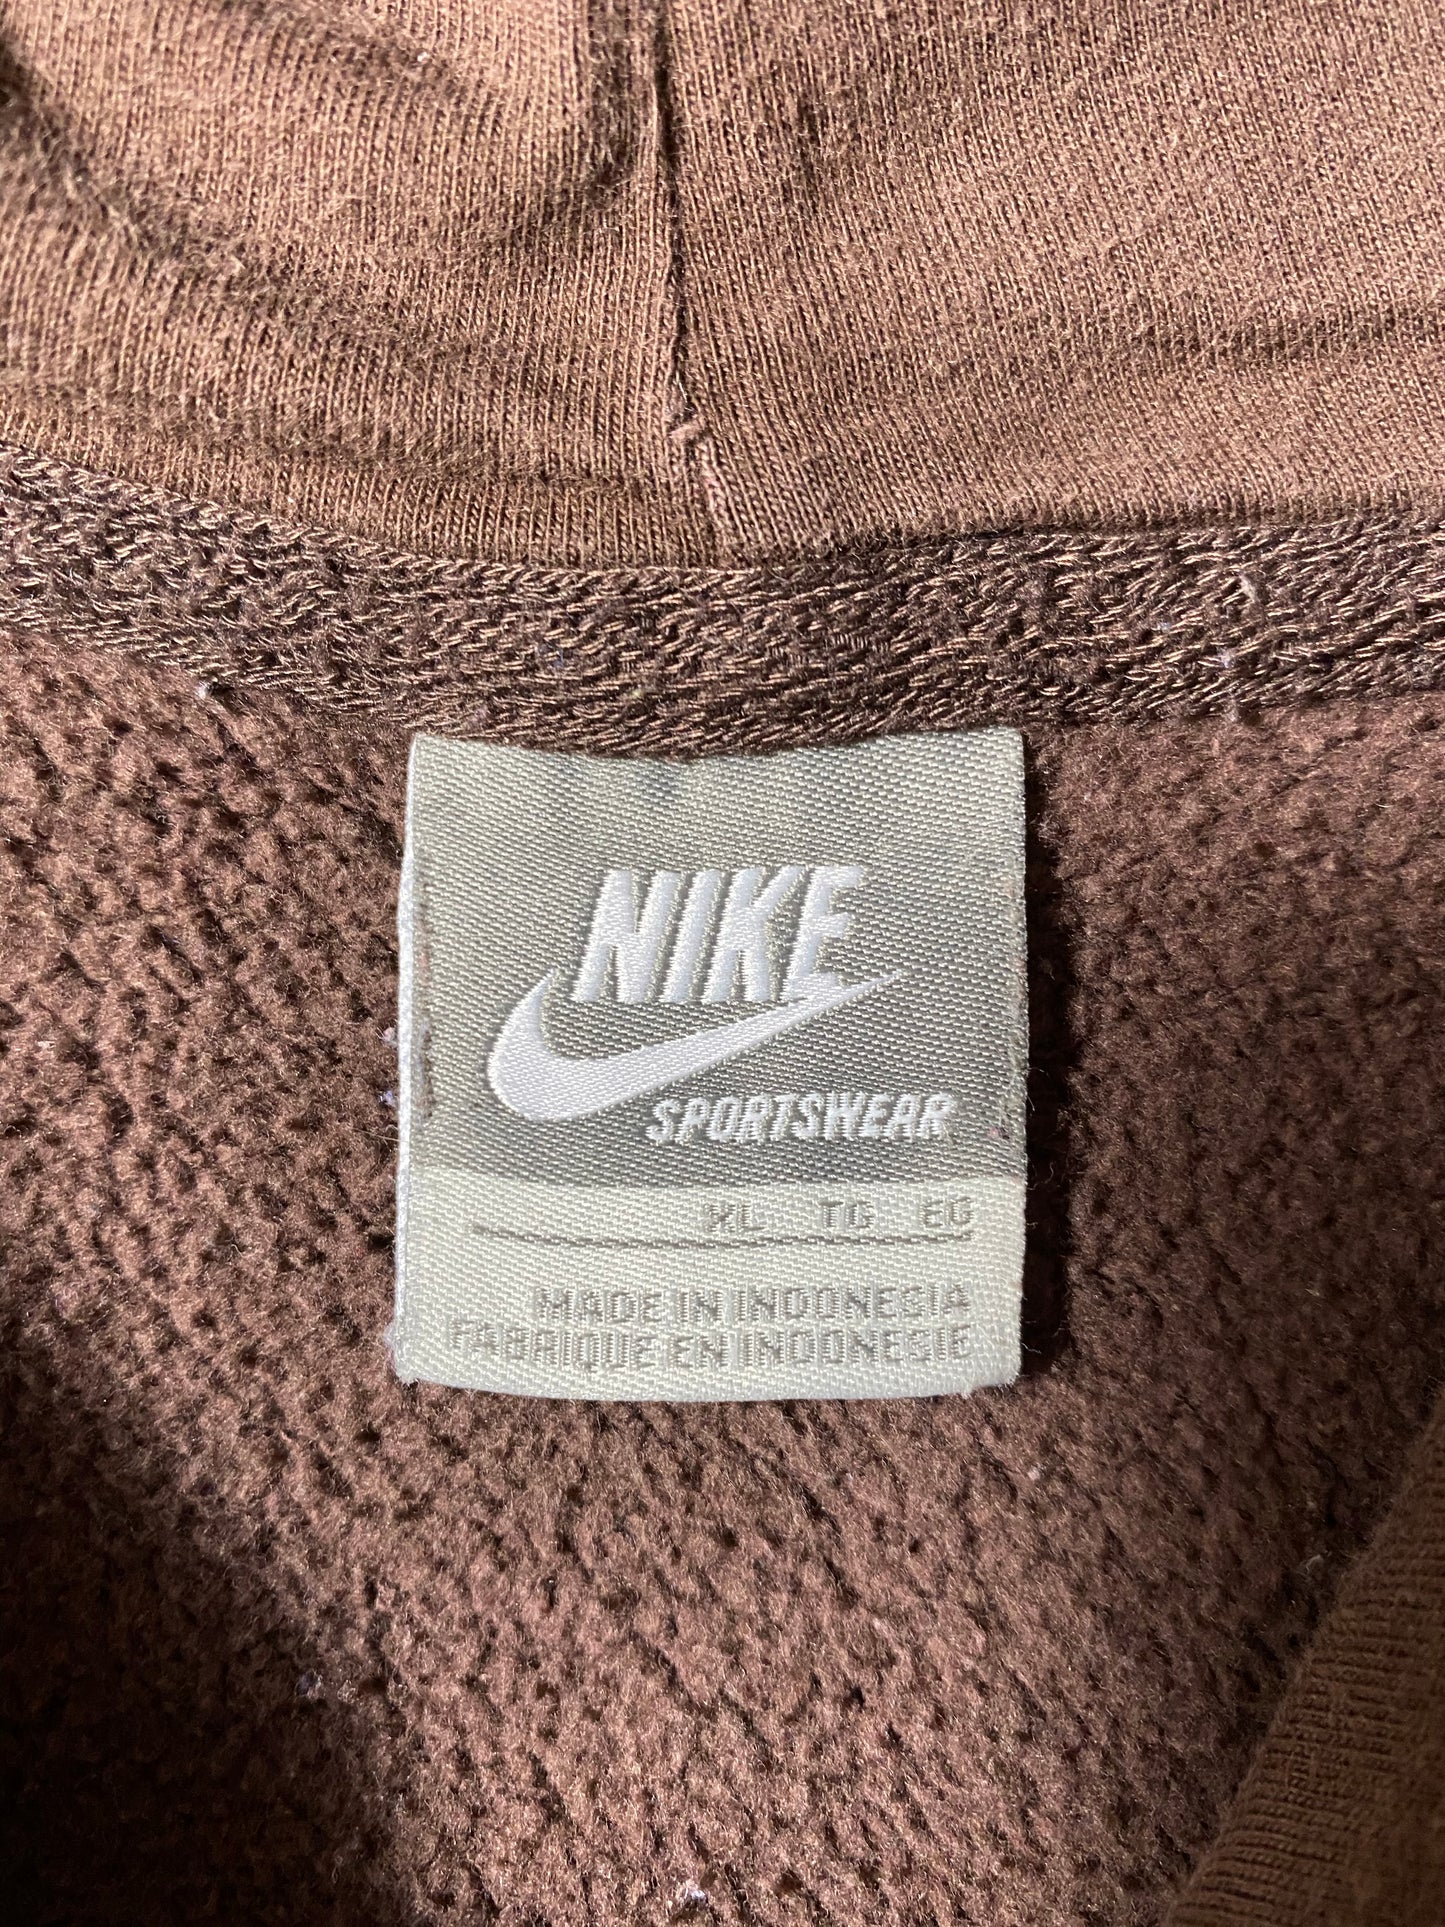 NIKE
SPORTSWEAR
XL TG EG
MADE IN INDONESIA
FABRIQUE EN INDONESIE